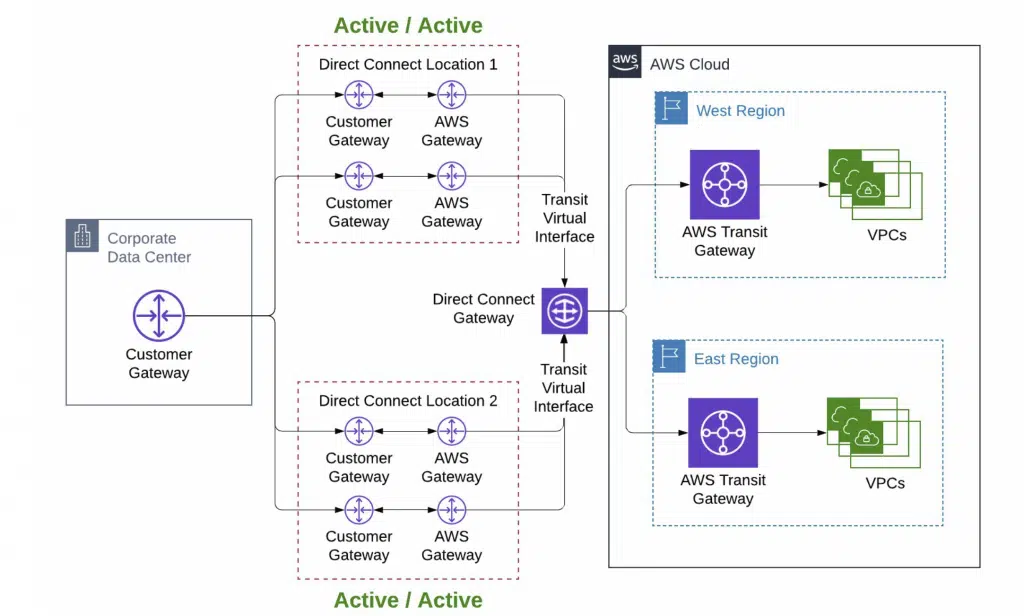 Active / Active
Direct Connect Location 1
Customer
Gateway
AWS
Gateway
Customer
Gateway
AWS
Gateway
Corporate
Data Center
Customer
Gateway
Direct Connect Location 2
Customer
Gateway
AWS
Gateway
Customer
Gateway
AWS
Gateway
Active / Active
Transit
Virtual
Interface
Direct Connect
Gateway
Transit
Virtual
Interface
aws
AWS Cloud
West Region
AWS Transit
Gateway
VPCs
East Region
AWS Transit
Gateway
VPCs